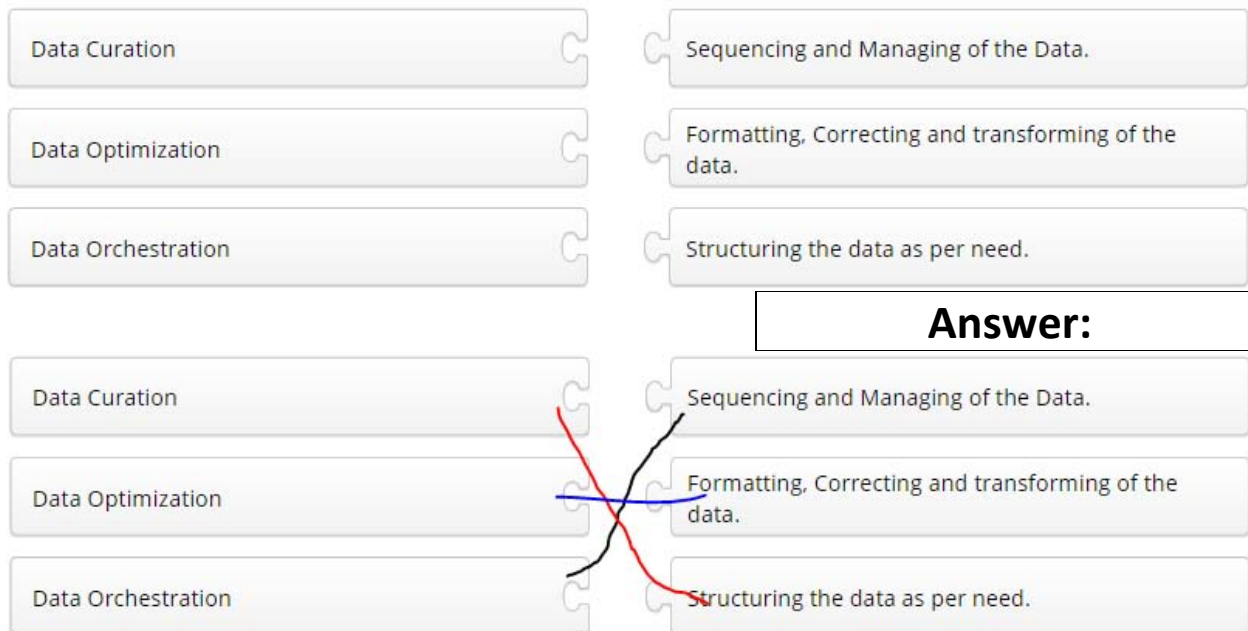 Data Curation
Sequencing and Managing of the Data.
Data Optimization
Formatting, Correcting and transforming of the
data.
Data Orchestration
Structuring the data as per need.
Answer:
Data Curation
Sequencing and Managing of the Data.
Data Optimization
Formatting, Correcting and transforming of the
data.
Data Orchestration
Structuring the data as per need.